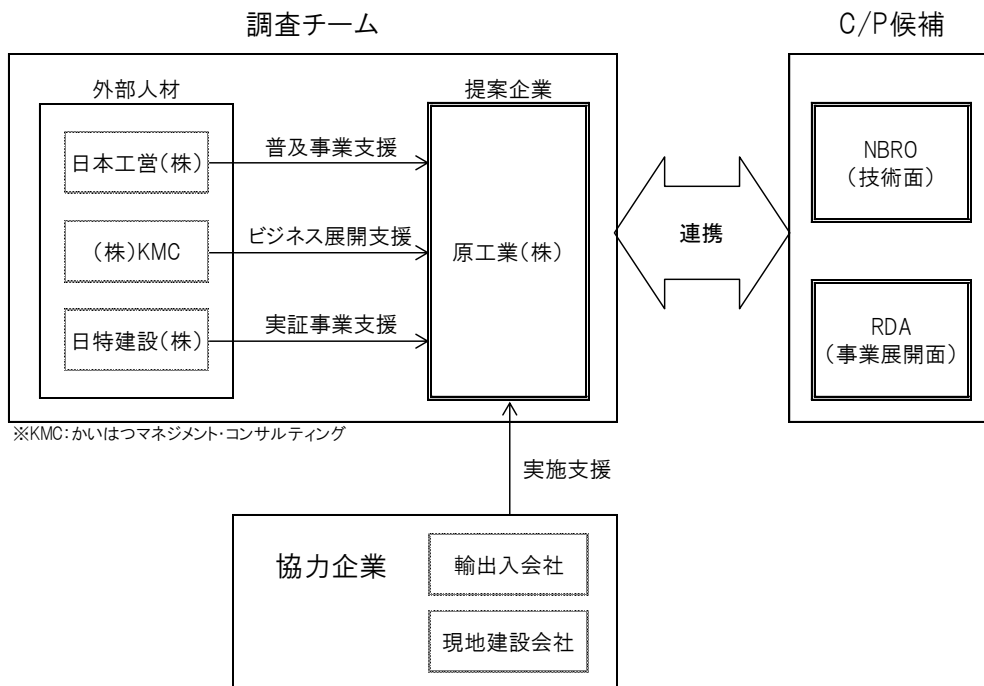 調査チーム
C/P候補
外部人材
提案企業
日本工営(株)
普及事業支援
(株)KMC
ビジネス展開支援
日特建設(株)
実証事業支援
原工業(株)
連携
NBRO
(技術面)
RDA
(事業展開面)
※KMC:かいはつマネジメント・コンサルティング
実施支援
協力企業
輸出入会社
現地建設会社